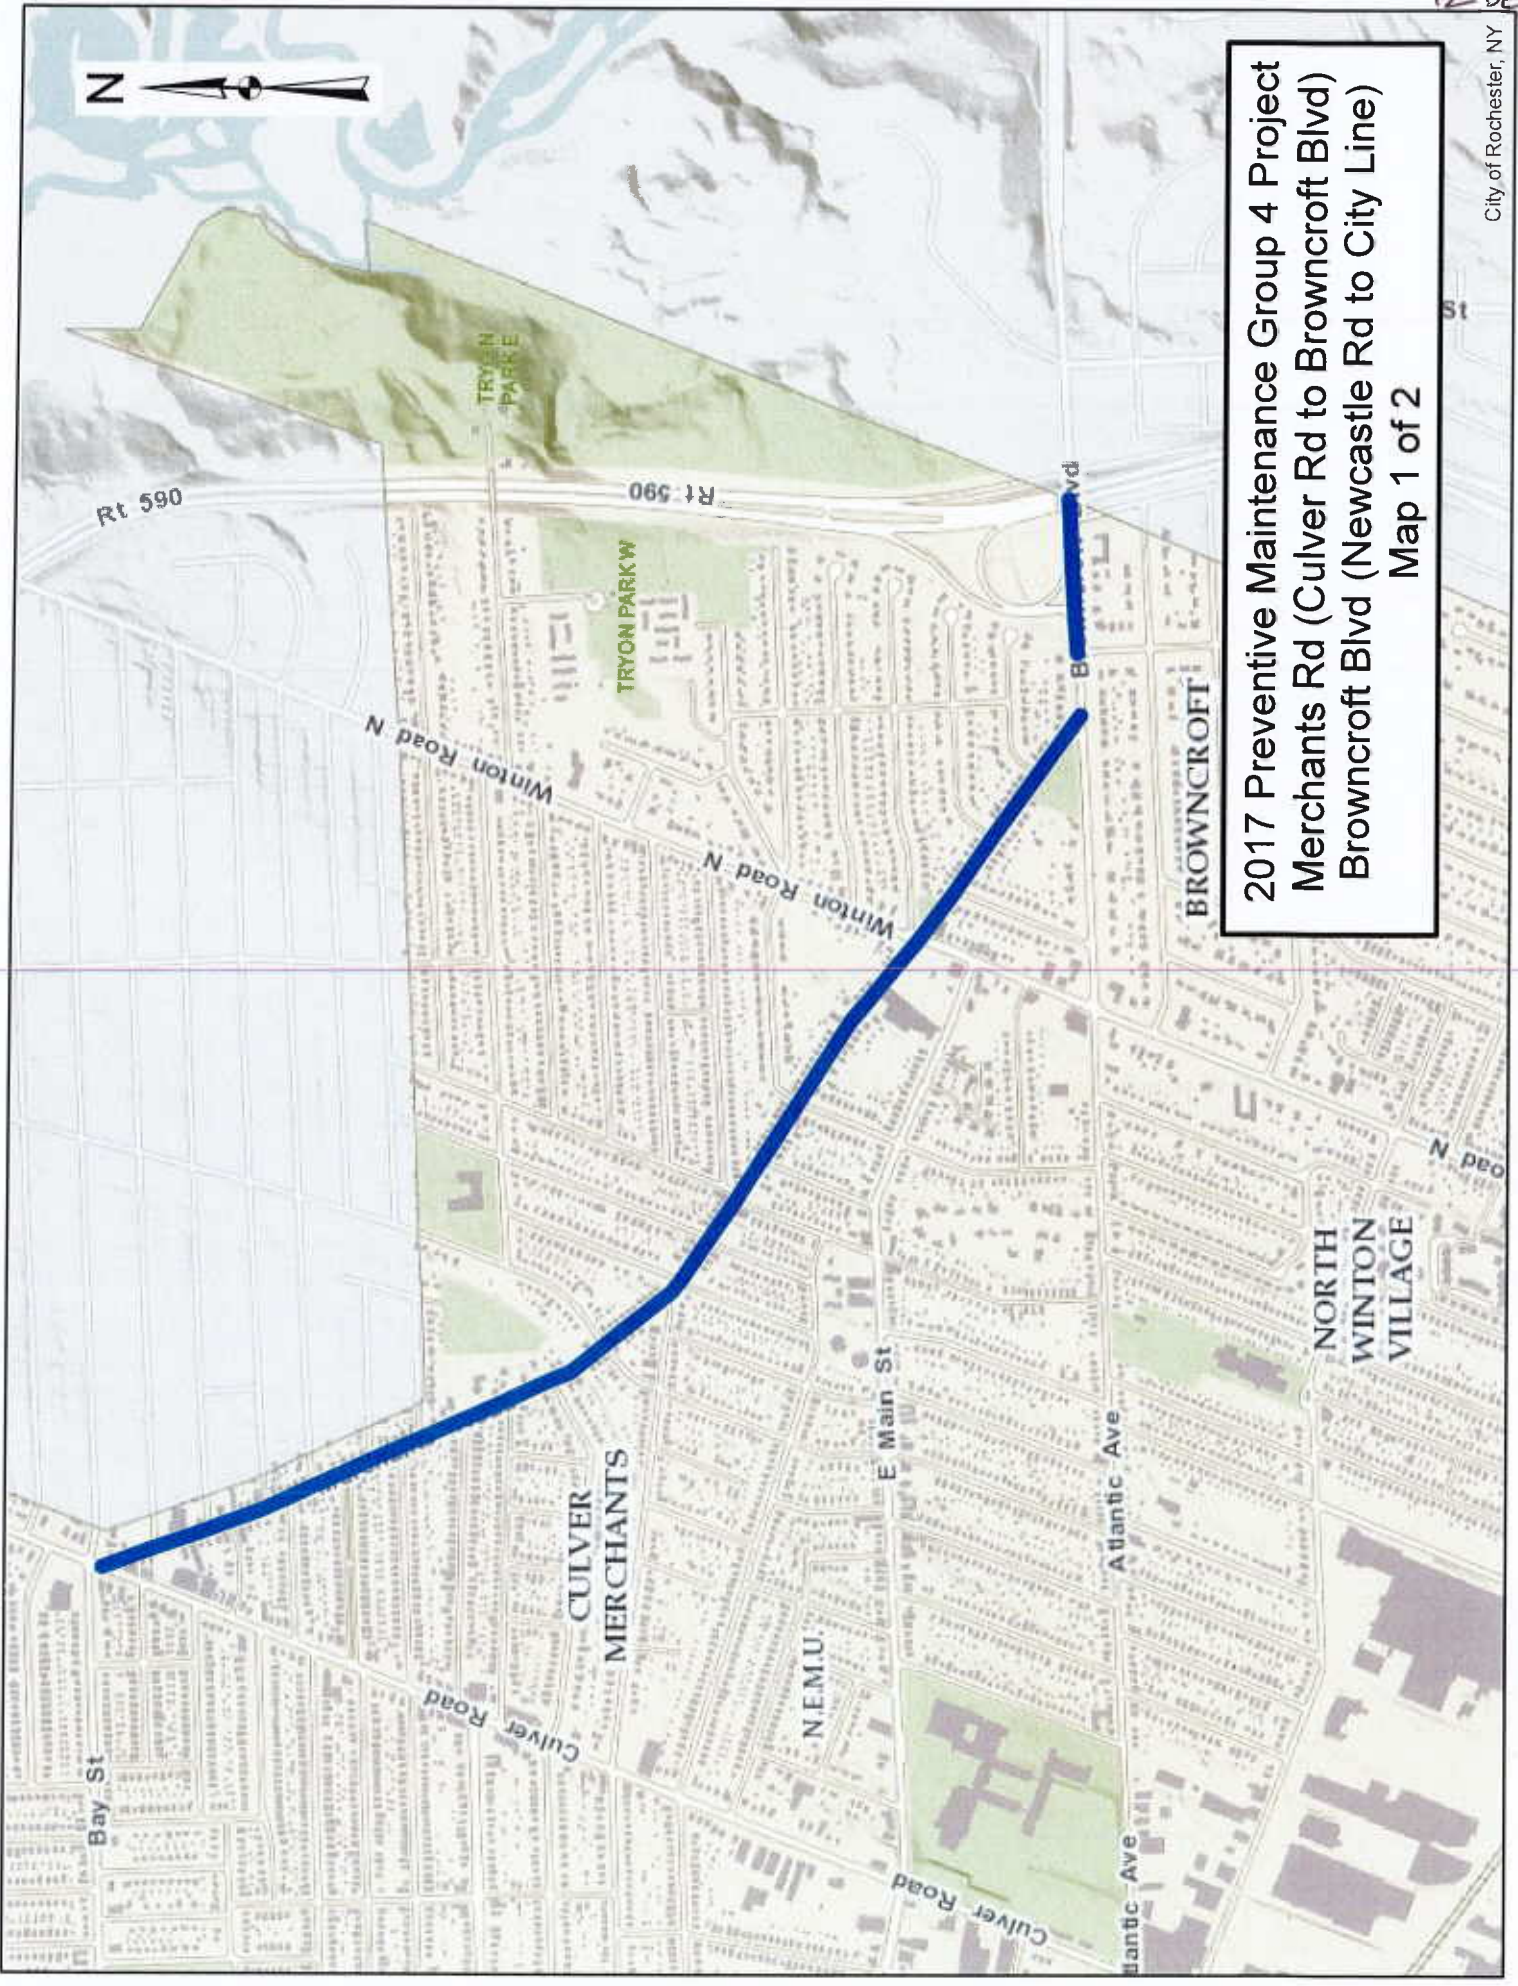 N
Rt 590
TRYON
PARK E
Rt 590
TRYON PARK W
Winton Road N
Winton Road N
BROWNCROFT
2017 Preventive Maintenance Group 4 Project
Merchants Rd (Culver Rd to Browncroft Blvd)
Browncroft Blvd (Newcastle Rd to City Line)
Map 1 of 2
St
City of Rochester, NY
Bay St
Culver Road
CULVER
MERCHANTS
N.E.M.U.
E Main St
Atlantic Ave
NORTH
WINTON
VILLAGE
oad N
Culver Road
tlantic Ave